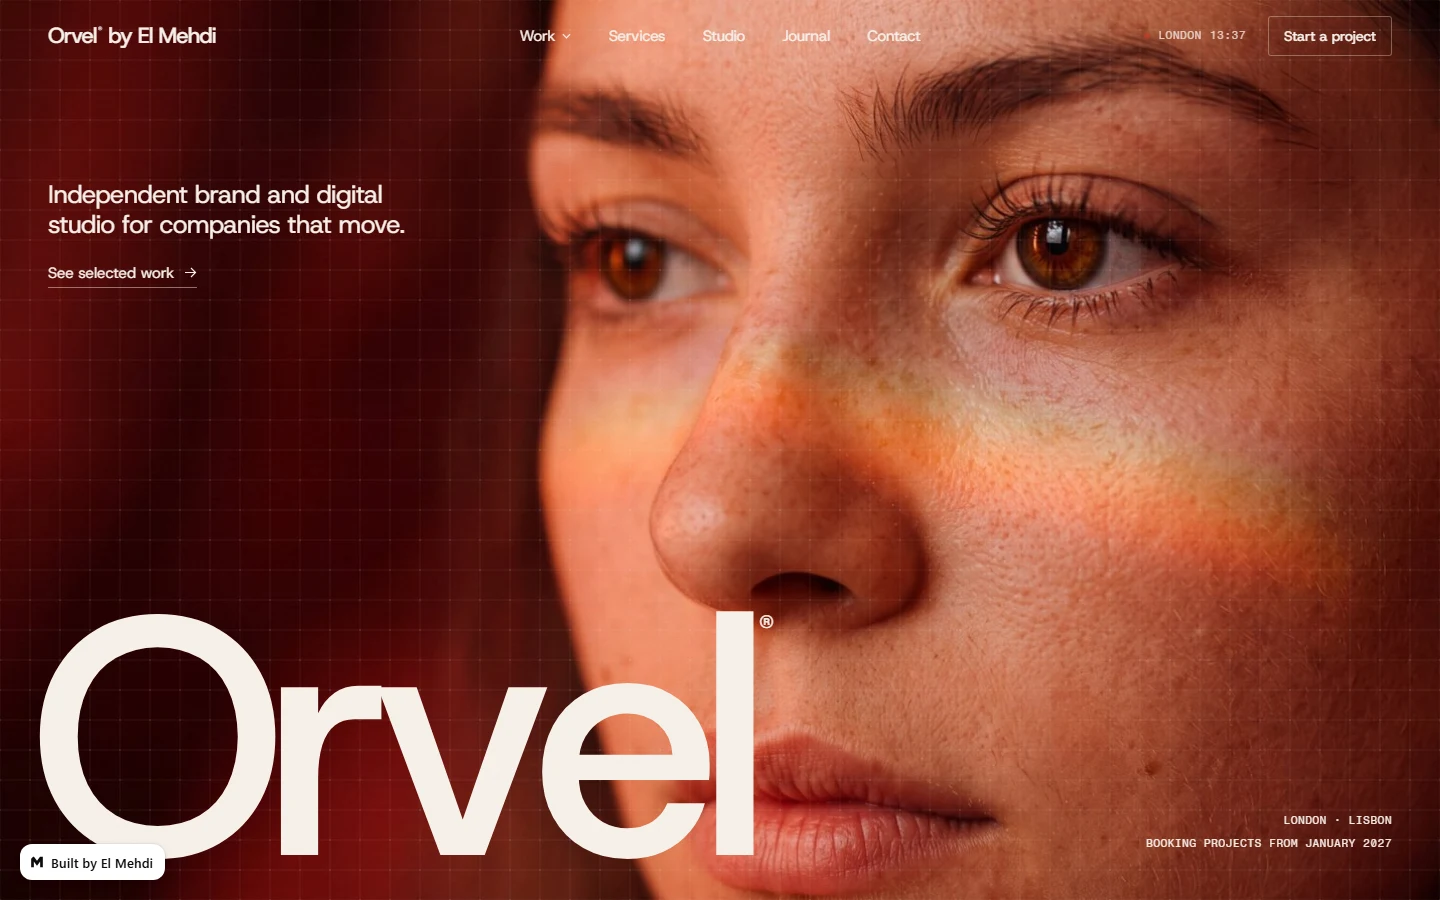 Orvel® by El Mehdi
Work
Services
Studio
Journal
Contact
LONDON 13:37
Start a project
Independent brand and digital
studio for companies that move.
See selected work →
Orvel®
LONDON · LISBON
BOOKING PROJECTS FROM JANUARY 2027
Built by El Mehdi